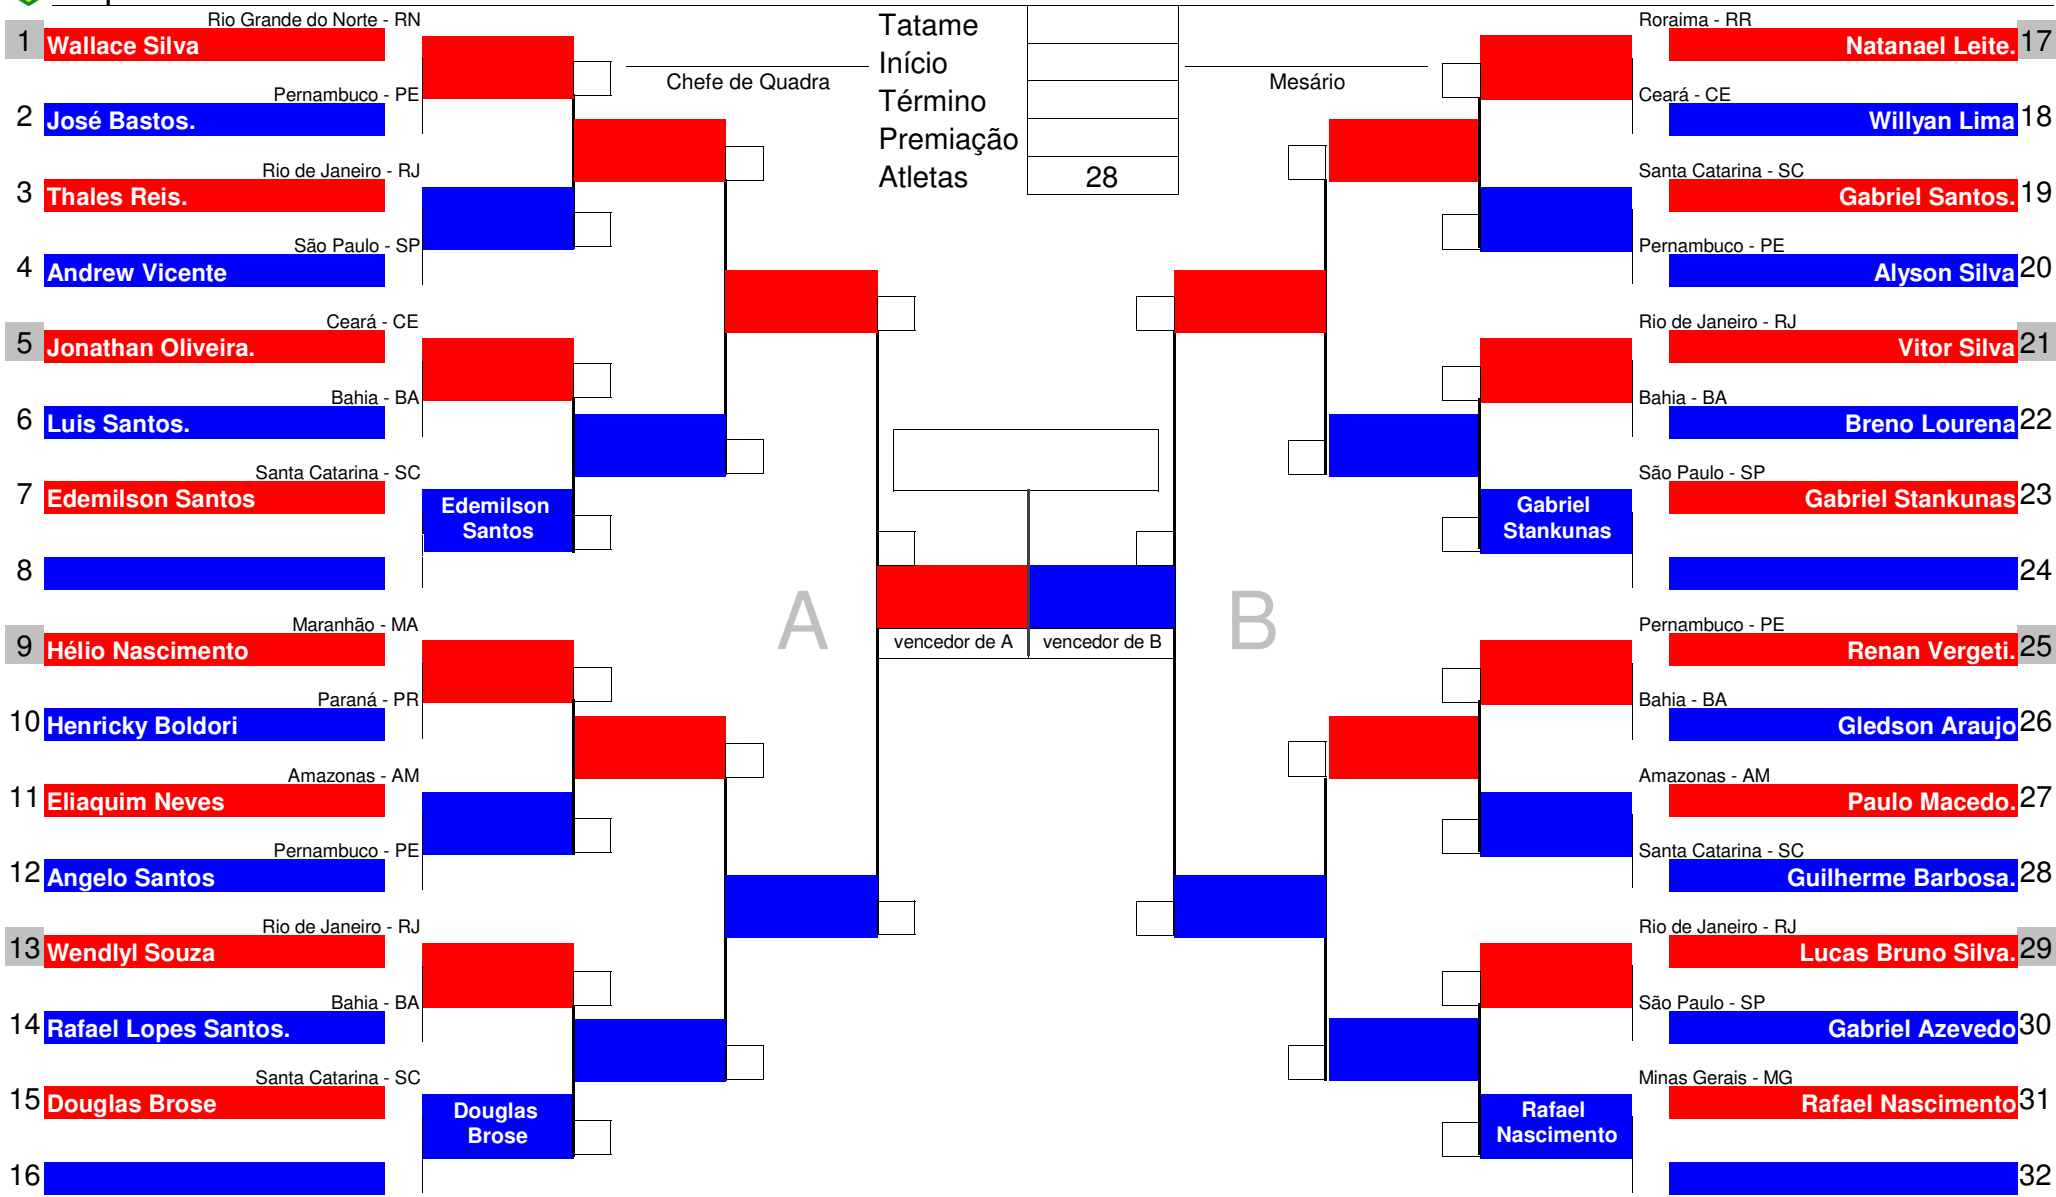 Rio Grande do Norte - RN
1 Wallace Silva
Pernambuco - PE
2 José Bastos.
Rio de Janeiro - RJ
3 Thales Reis.
São Paulo - SP
4 Andrew Vicente
Ceará - CE
5 Jonathan Oliveira.
Bahia - BA
6 Luis Santos.
Santa Catarina - SC
7 Edemilson Santos
Edemilson
Santos
8
Maranhão - MA
9 Hélio Nascimento
Paraná - PR
10 Henricky Boldori
Amazonas - AM
11 Eliaquim Neves
Pernambuco - PE
12 Angelo Santos
Rio de Janeiro - RJ
13 Wendlyl Souza
Bahia - BA
14 Rafael Lopes Santos.
Santa Catarina - SC
15 Douglas Brose
Douglas
Brose
16
Chefe de Quadra
Tatame
Início
Término
Premiação
Atletas 28
Mesário
A
B
vencedor de A
vencedor de B
Roraima - RR
Natanael Leite. 17
Ceará - CE
Willyan Lima 18
Santa Catarina - SC
Gabriel Santos. 19
Pernambuco - PE
Alyson Silva 20
Rio de Janeiro - RJ
Vitor Silva 21
Bahia - BA
Breno Lourena 22
São Paulo - SP
Gabriel Stankunas 23
Gabriel
Stankunas
24
Pernambuco - PE
Renan Vergeti. 25
Bahia - BA
Gledson Araujo 26
Amazonas - AM
Paulo Macedo. 27
Santa Catarina - SC
Guilherme Barbosa. 28
Rio de Janeiro - RJ
Lucas Bruno Silva. 29
São Paulo - SP
Gabriel Azevedo 30
Minas Gerais - MG
Rafael Nascimento 31
Rafael
Nascimento
32